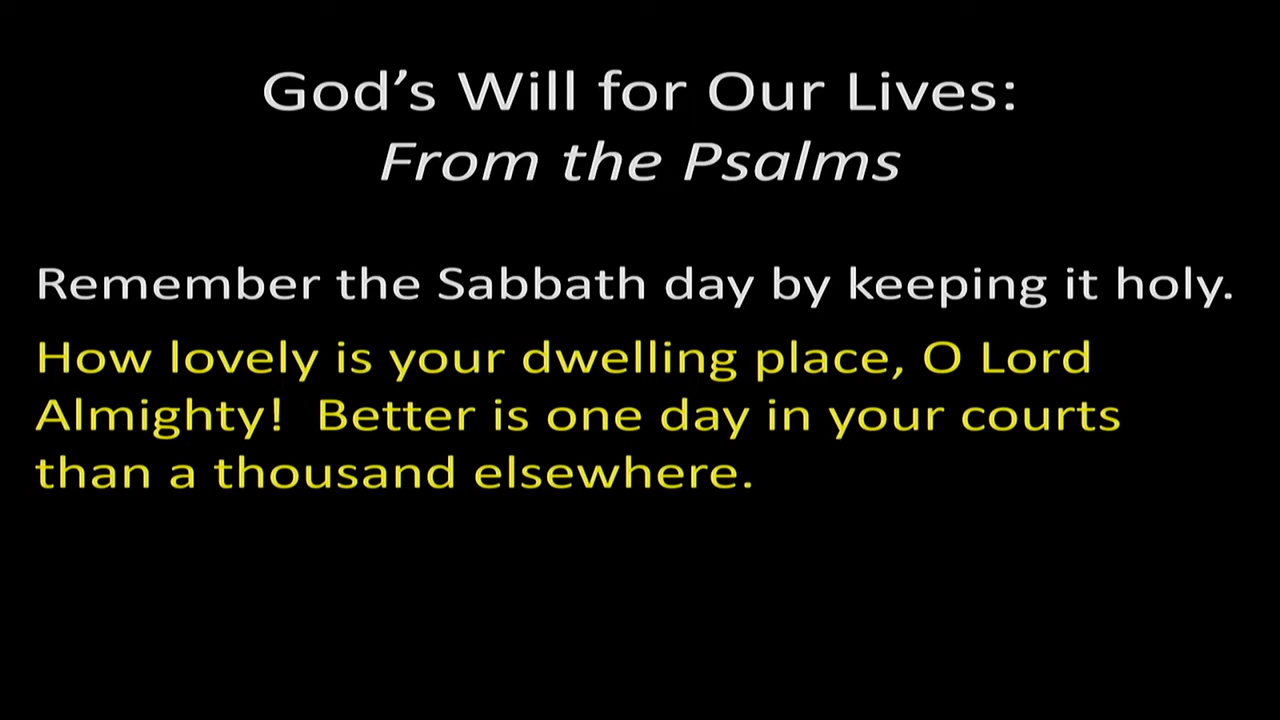 God’s Will for Our Lives:
From the Psalms
Remember the Sabbath day by keeping it holy.
How lovely is your dwelling place, O Lord
Almighty!  Better is one day in your courts
than a thousand elsewhere.